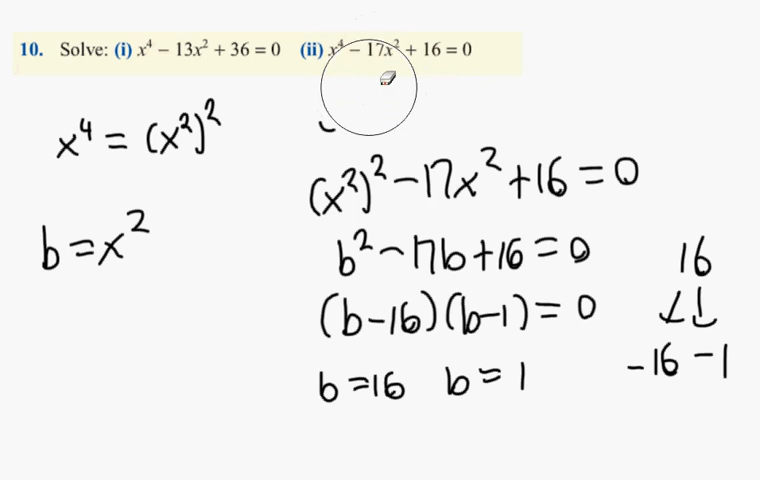 10. Solve: (i) x⁴ − 13x² + 36 = 0 (ii) x⁴ − 17x² + 16 = 0
x⁴ = (x²)²
(x²)² − 17x² + 16 = 0
b = x²
b² − 17b + 16 = 0
16
(b − 16)(b − 1) = 0
↙ ↓
b = 16 b = 1
−16 −1